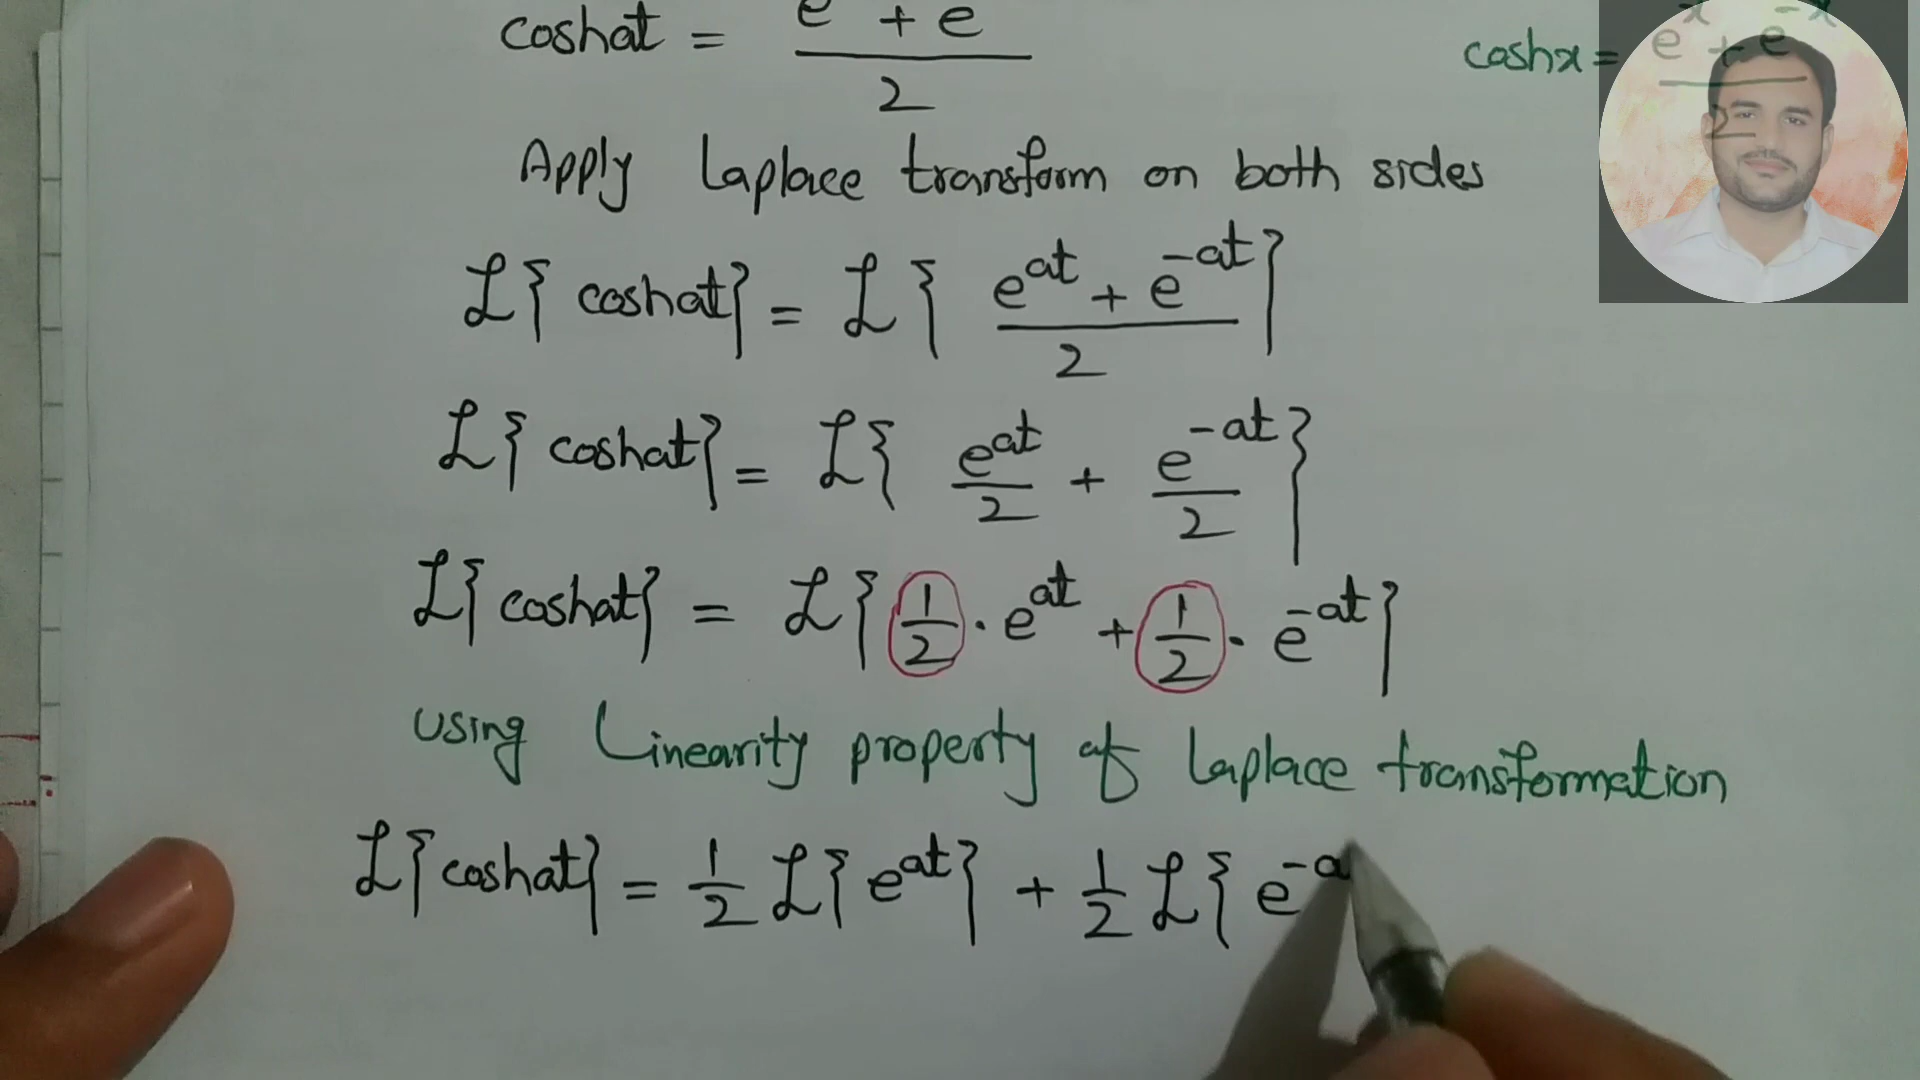 coshat = e + e / 2
coshx = e^x + e^-x / 2
Apply Laplace transform on both sides
ℒ{ coshat} = ℒ{ e^at + e^-at / 2 }
ℒ{ coshat} = ℒ{ e^at / 2 + e^-at / 2 }
ℒ{ coshat} = ℒ{ 1/2 · e^at + 1/2 · e^-at }
using Linearity property of Laplace transformation
ℒ{coshat} = 1/2 ℒ{ e^at } + 1/2 ℒ{ e^-a